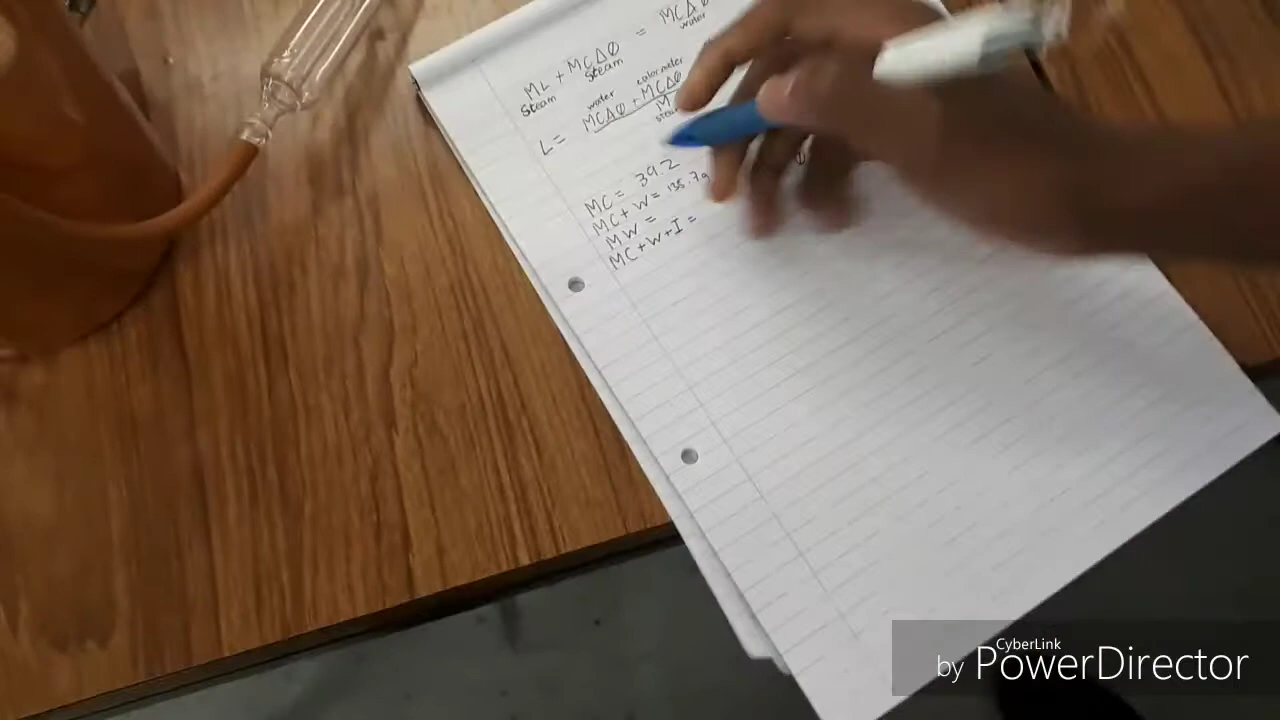 ML + MCΔθ = MCΔθ
steam steam water
water calorimeter
L = MCΔθ + MCΔθ
M
MC = 39.2
MC + W = 135.7g
MW =
MC + W + I =
CyberLink
by PowerDirector